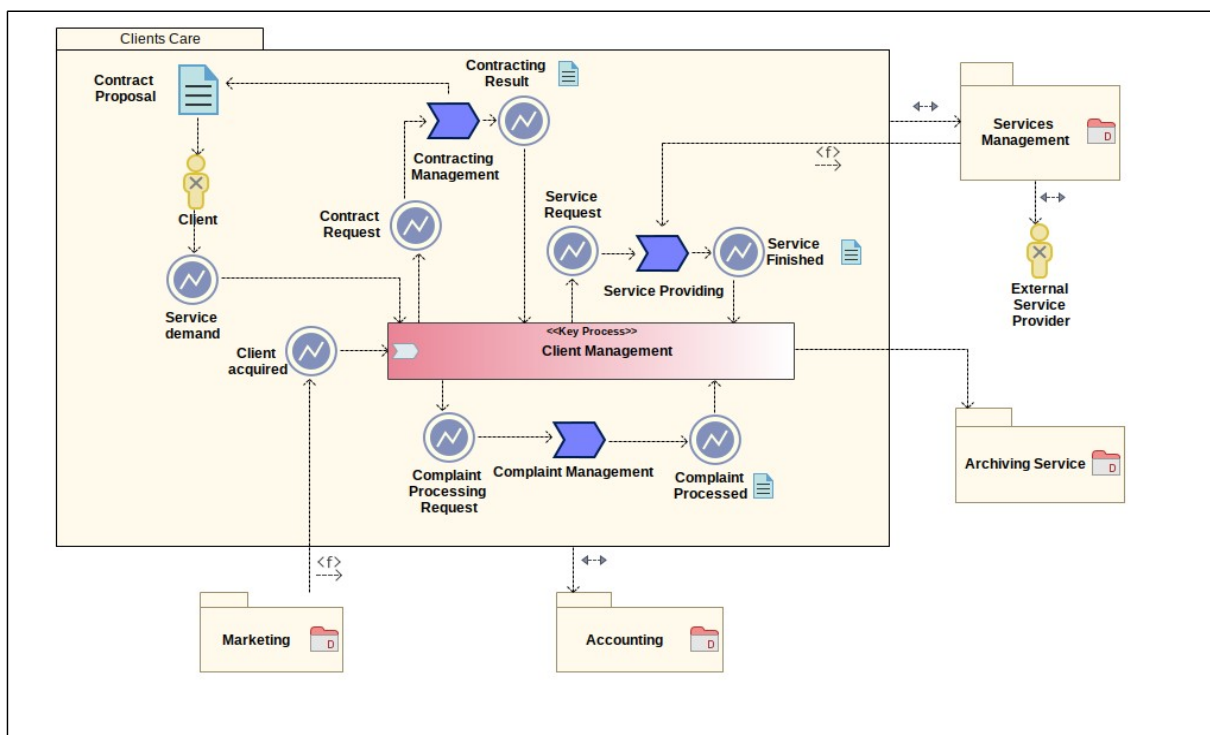 Clients Care
Contract
Proposal
Contracting
Result
Contracting
Management
Client
Contract
Request
Service
demand
Client
acquired
Service
Request
Service Providing
Service
Finished
<<Key Process>>
Client Management
Complaint
Processing
Request
Complaint Management
Complaint
Processed
<f>
Services
Management
D
External
Service
Provider
Archiving Service
D
<f>
Marketing
D
Accounting
D